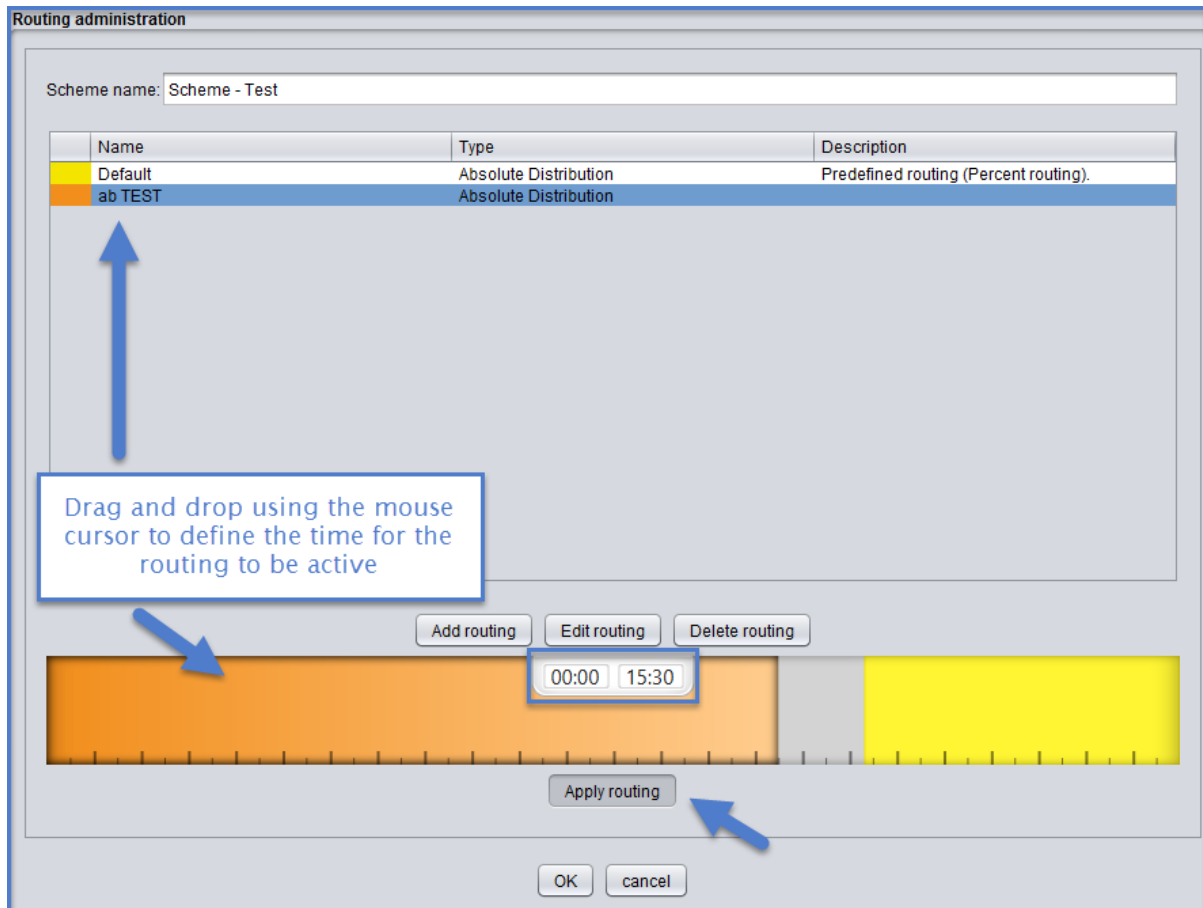 Routing administration
Scheme name: Scheme - Test
Name Type Description
Default Absolute Distribution Predefined routing (Percent routing).
ab TEST Absolute Distribution
Drag and drop using the mouse
cursor to define the time for the
routing to be active
Add routing Edit routing Delete routing
00:00 15:30
Apply routing
OK cancel